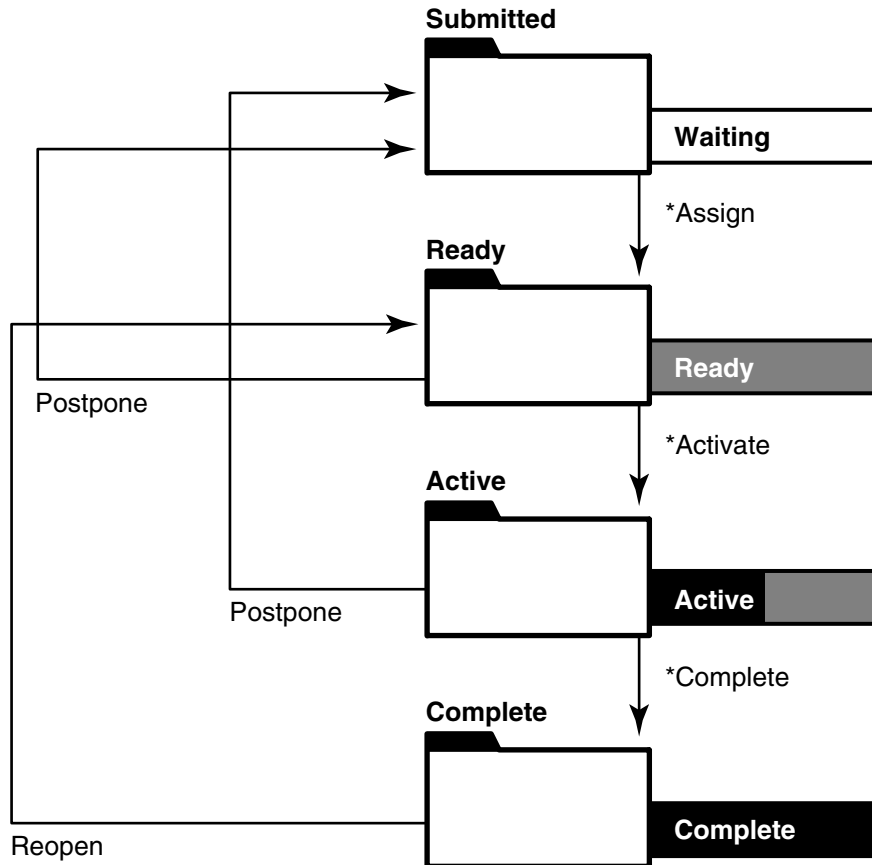 Submitted
Waiting
*Assign
Ready
Ready
Postpone
*Activate
Active
Active
Postpone
*Complete
Complete
Complete
Reopen